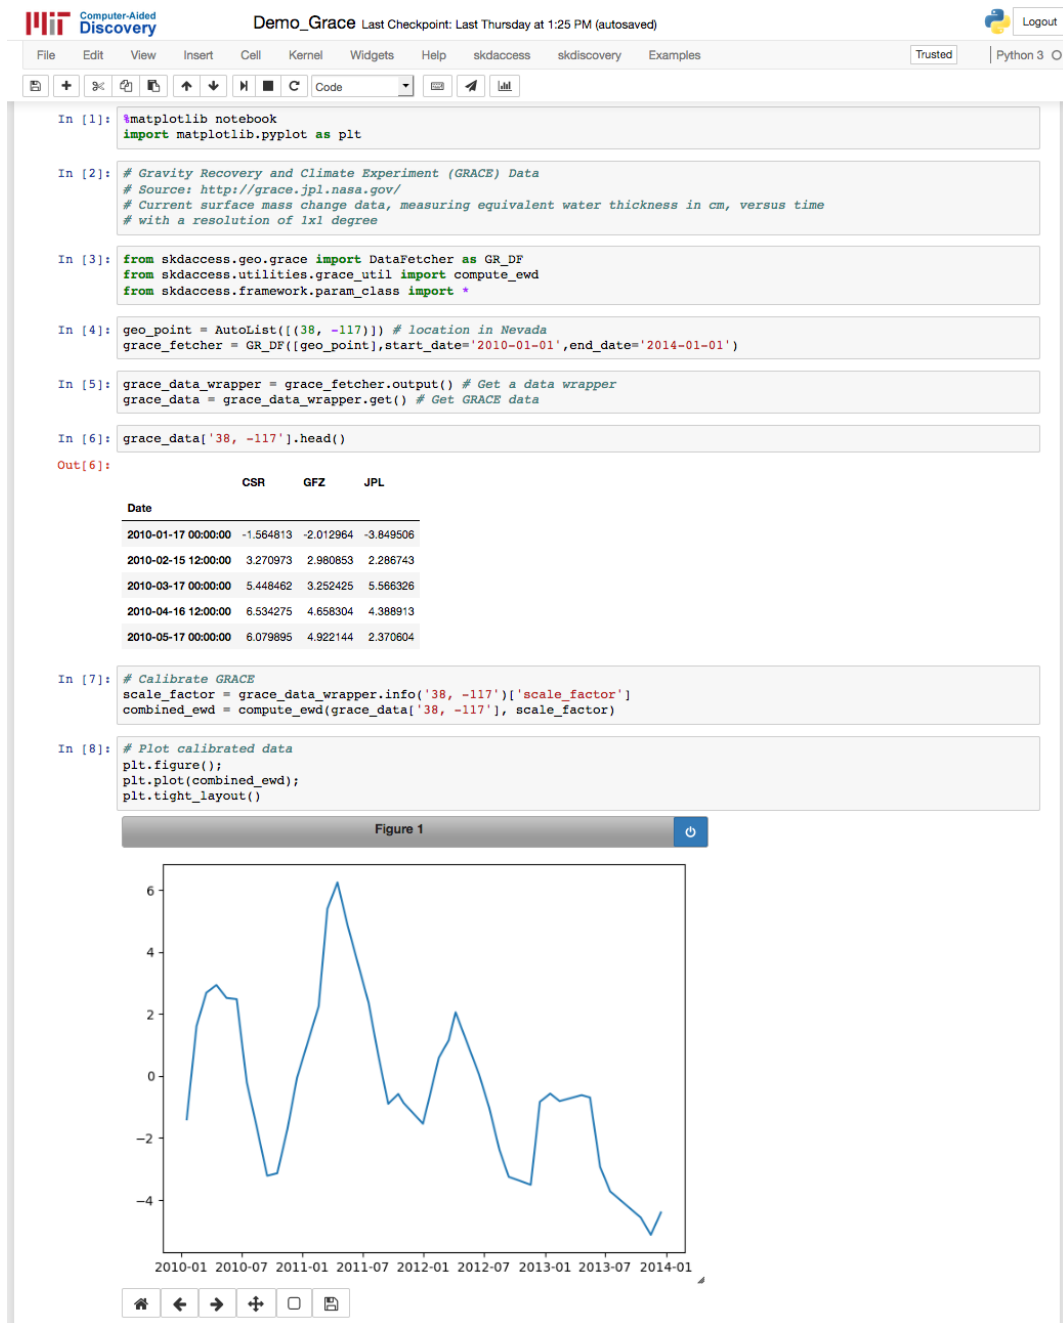 MIT Computer-Aided Discovery
Demo_Grace Last Checkpoint: Last Thursday at 1:25 PM (autosaved)
Logout
File Edit View Insert Cell Kernel Widgets Help skdaccess skdiscovery Examples
Trusted Python 3
Code
In [1]: %matplotlib notebook
import matplotlib.pyplot as plt
In [2]: # Gravity Recovery and Climate Experiment (GRACE) Data
# Source: http://grace.jpl.nasa.gov/
# Current surface mass change data, measuring equivalent water thickness in cm, versus time
# with a resolution of 1x1 degree
In [3]: from skdaccess.geo.grace import DataFetcher as GR_DF
from skdaccess.utilities.grace_util import compute_ewd
from skdaccess.framework.param_class import *
In [4]: geo_point = AutoList([(38, -117)]) # location in Nevada
grace_fetcher = GR_DF([geo_point],start_date='2010-01-01',end_date='2014-01-01')
In [5]: grace_data_wrapper = grace_fetcher.output() # Get a data wrapper
grace_data = grace_data_wrapper.get() # Get GRACE data
In [6]: grace_data['38, -117'].head()
Out[6]:
CSR GFZ JPL
Date
2010-01-17 00:00:00 -1.564813 -2.012964 -3.849506
2010-02-15 12:00:00 3.270973 2.980853 2.286743
2010-03-17 00:00:00 5.448462 3.252425 5.566326
2010-04-16 12:00:00 6.534275 4.658304 4.388913
2010-05-17 00:00:00 6.079895 4.922144 2.370604
In [7]: # Calibrate GRACE
scale_factor = grace_data_wrapper.info('38, -117')['scale_factor']
combined_ewd = compute_ewd(grace_data['38, -117'], scale_factor)
In [8]: # Plot calibrated data
plt.figure();
plt.plot(combined_ewd);
plt.tight_layout()
Figure 1
6
4
2
0
−2
−4
2010-01 2010-07 2011-01 2011-07 2012-01 2012-07 2013-01 2013-07 2014-01